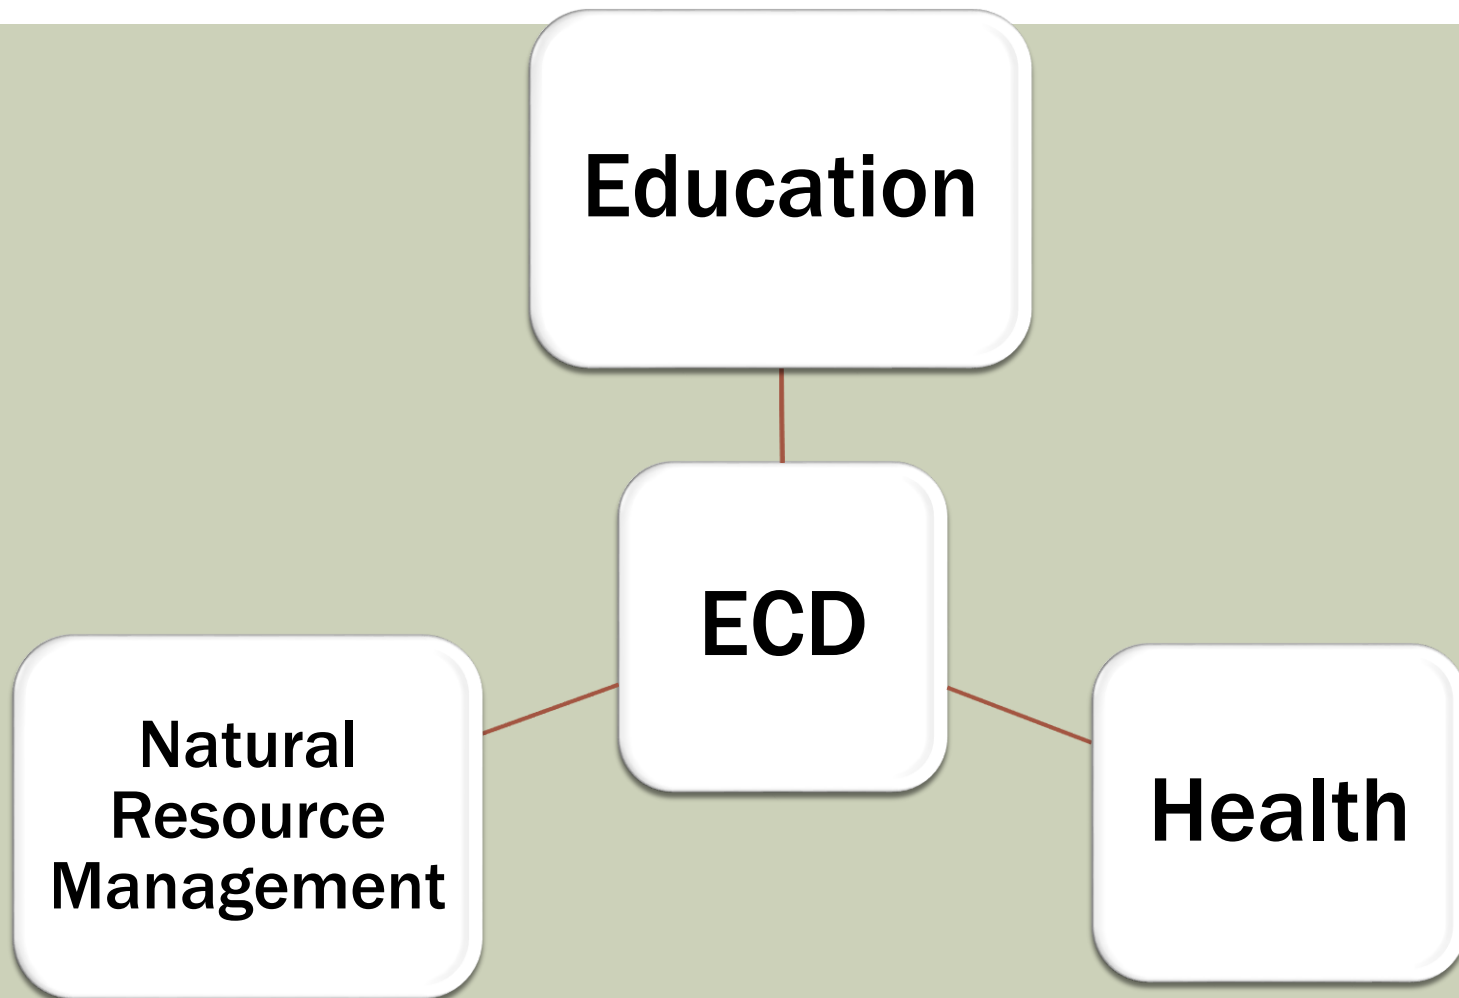 Education
ECD
Natural
Resource
Management
Health